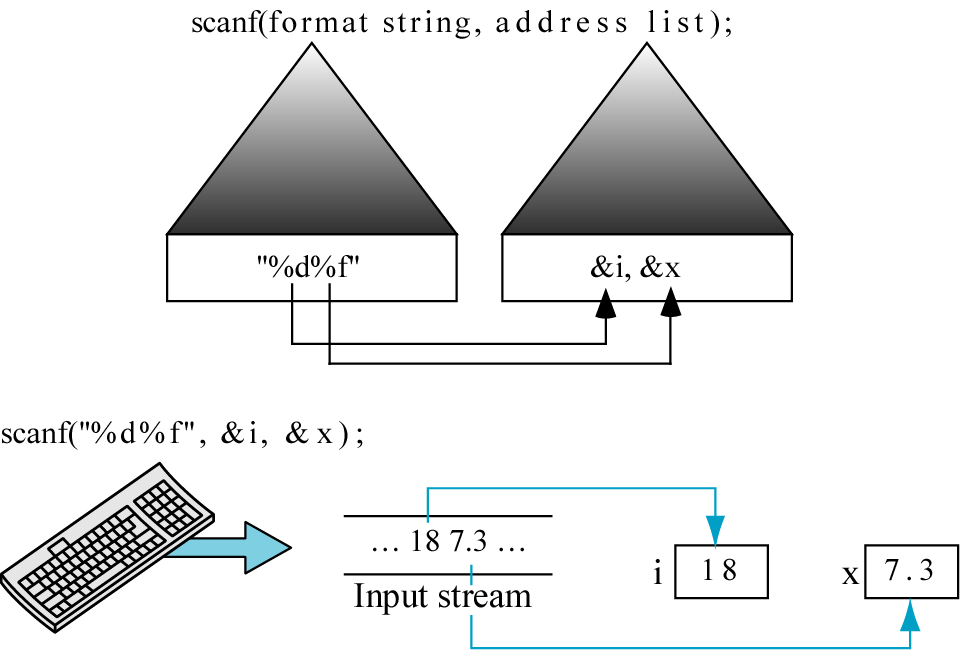 scanf(format string, address list);
"%d%f" &i, &x
scanf("%d%f", &i, &x);
... 18 7.3 ...
i 18 x 7.3
Input stream